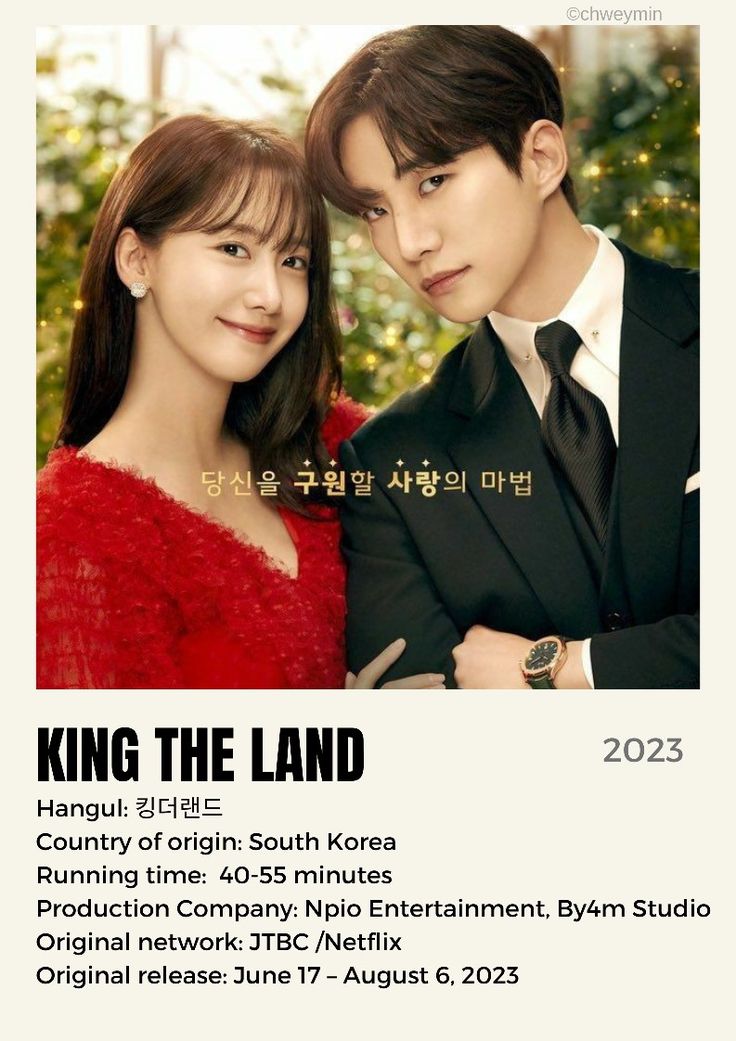 ©chweymin
당신을 구원할 사랑의 마법
KING THE LAND
2023
Hangul: 킹더랜드
Country of origin: South Korea
Running time: 40-55 minutes
Production Company: Npio Entertainment, By4m Studio
Original network: JTBC /Netflix
Original release: June 17 – August 6, 2023